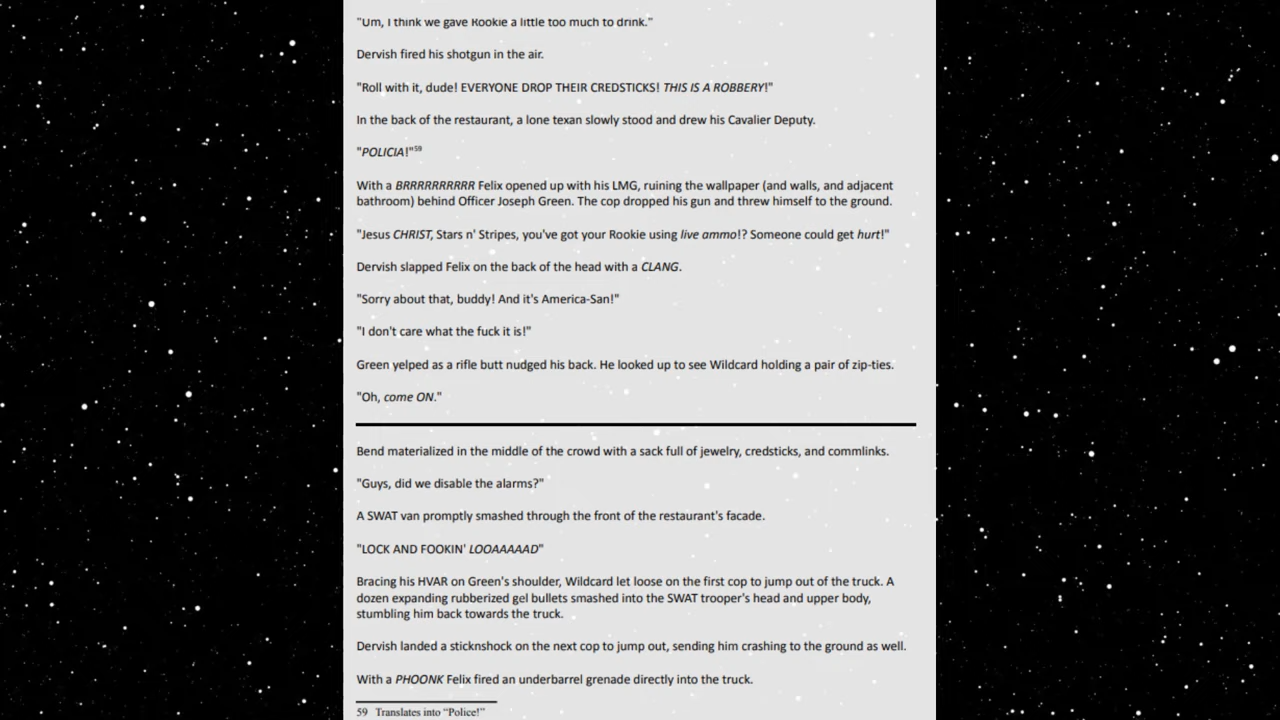 "Um, I think we gave Rookie a little too much to drink."
Dervish fired his shotgun in the air.
"Roll with it, dude! EVERYONE DROP THEIR CREDSTICKS! THIS IS A ROBBERY!"
In the back of the restaurant, a lone texan slowly stood and drew his Cavalier Deputy.
"POLICIA!"59
With a BRRRRRRRRRR Felix opened up with his LMG, ruining the wallpaper (and walls, and adjacent
bathroom) behind Officer Joseph Green. The cop dropped his gun and threw himself to the ground.
"Jesus CHRIST, Stars n' Stripes, you've got your Rookie using live ammo!? Someone could get hurt!"
Dervish slapped Felix on the back of the head with a CLANG.
"Sorry about that, buddy! And it's America-San!"
"I don't care what the fuck it is!"
Green yelped as a rifle butt nudged his back. He looked up to see Wildcard holding a pair of zip-ties.
"Oh, come ON."
Bend materialized in the middle of the crowd with a sack full of jewelry, credsticks, and commlinks.
"Guys, did we disable the alarms?"
A SWAT van promptly smashed through the front of the restaurant's facade.
"LOCK AND FOOKIN' LOOAAAAAD"
Bracing his HVAR on Green's shoulder, Wildcard let loose on the first cop to jump out of the truck. A
dozen expanding rubberized gel bullets smashed into the SWAT trooper's head and upper body,
stumbling him back towards the truck.
Dervish landed a sticknshock on the next cop to jump out, sending him crashing to the ground as well.
With a PHOONK Felix fired an underbarrel grenade directly into the truck.
59 Translates into "Police!"